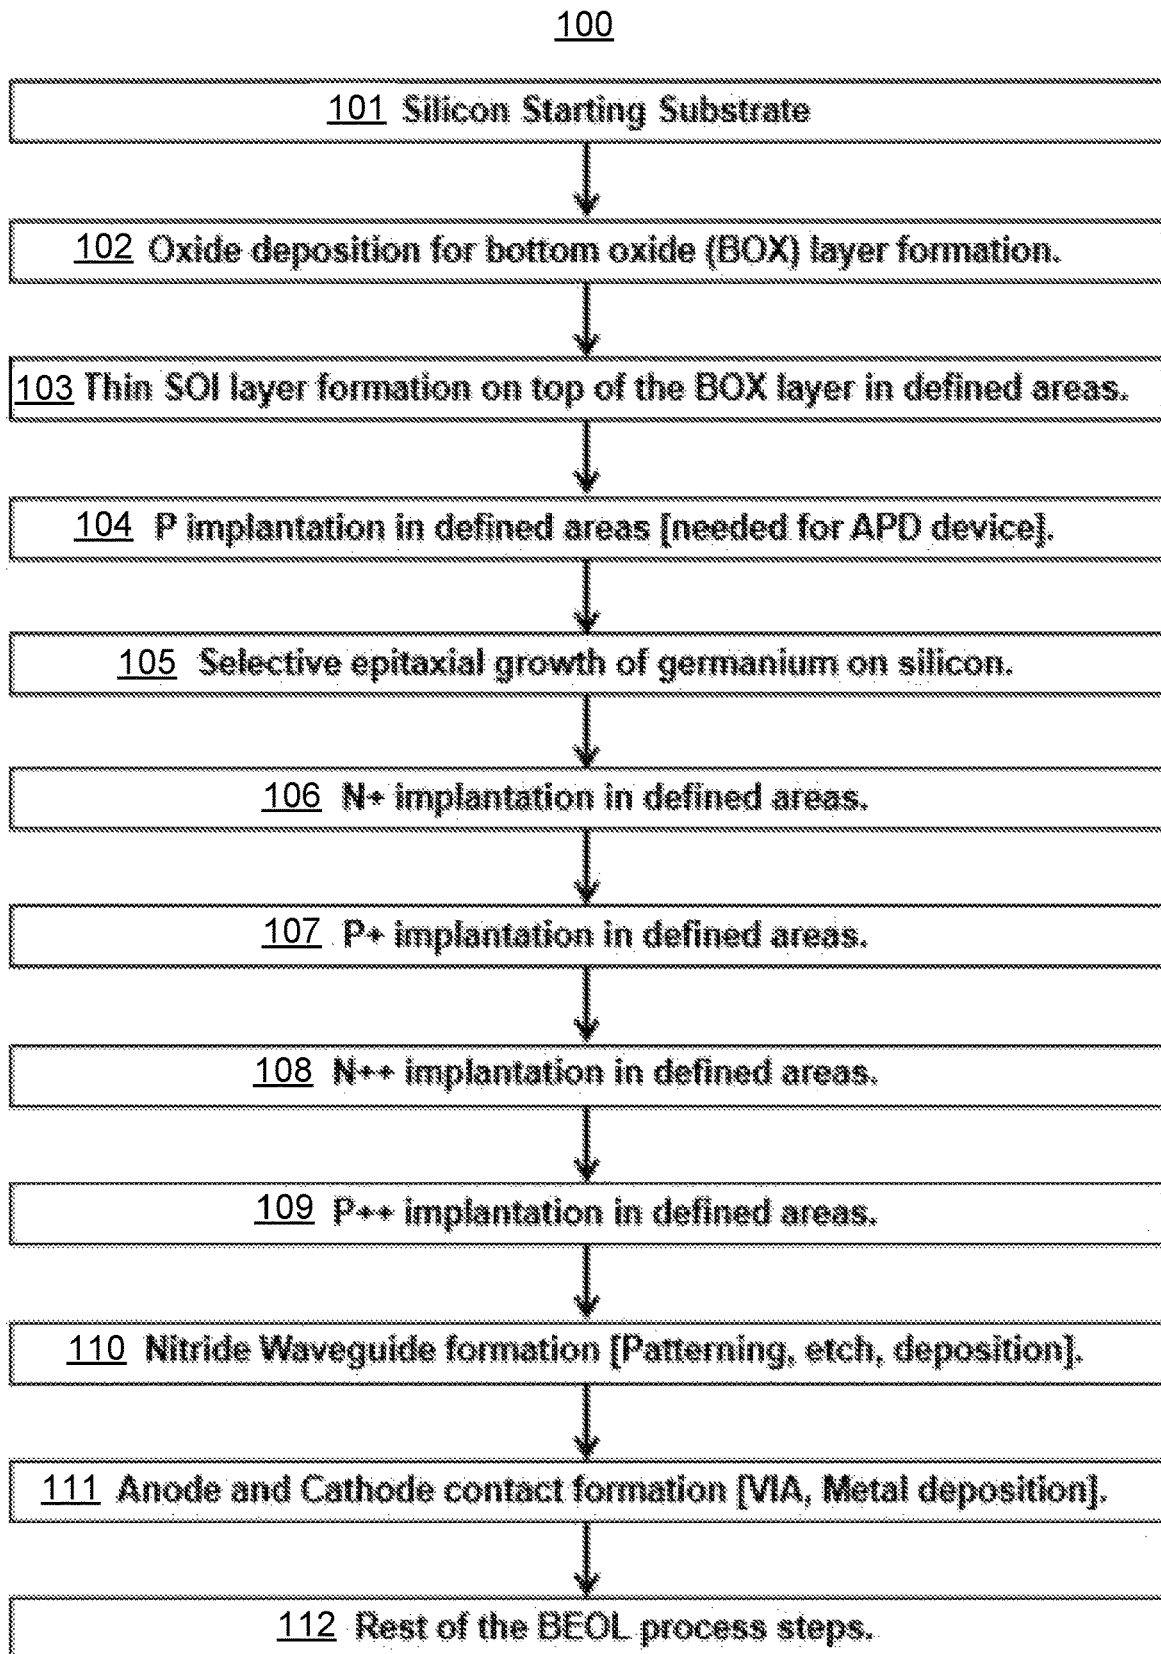 100
101 Silicon Starting Substrate
102 Oxide deposition for bottom oxide (BOX) layer formation.
103 Thin SOI layer formation on top of the BOX layer in defined areas.
104 P implantation in defined areas [needed for APD device].
105 Selective epitaxial growth of germanium on silicon.
106 N+ implantation in defined areas.
107 P+ implantation in defined areas.
108 N++ implantation in defined areas.
109 P++ implantation in defined areas.
110 Nitride Waveguide formation [Patterning, etch, deposition].
111 Anode and Cathode contact formation [VIA, Metal deposition].
112 Rest of the BEOL process steps.